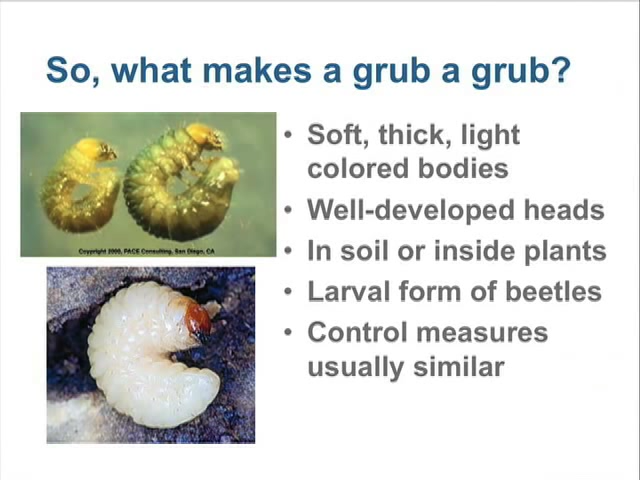 So, what makes a grub a grub?
• Soft, thick, light
colored bodies
• Well-developed heads
• In soil or inside plants
• Larval form of beetles
• Control measures
usually similar
Copyright 2000, PACE Consulting, San Diego, CA